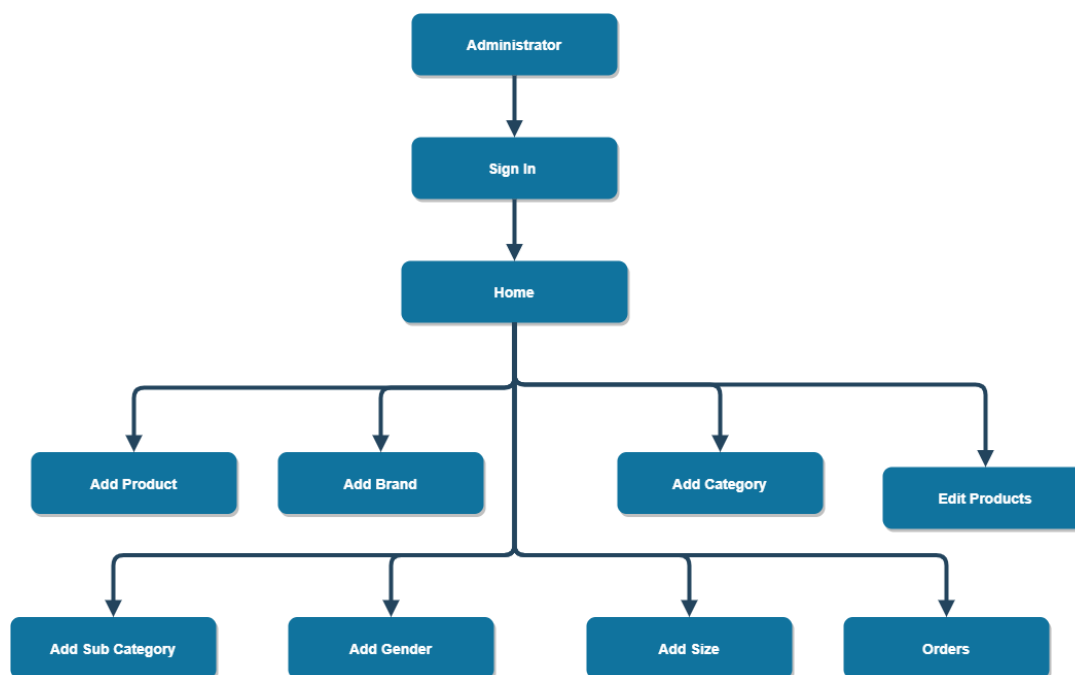 Administrator
Sign In
Home
Add Product
Add Brand
Add Category
Edit Products
Add Sub Category
Add Gender
Add Size
Orders